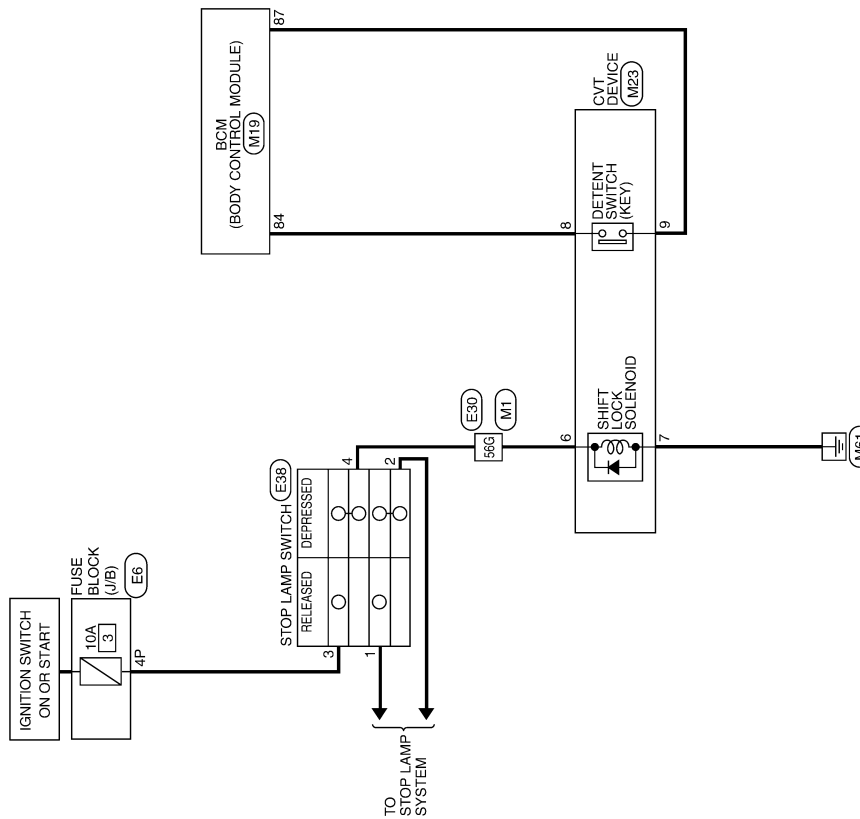 IGNITION SWITCH
ON OR START
FUSE
BLOCK
(J/B)
E6
10A
3
4P
STOP LAMP SWITCH
E38
RELEASED
DEPRESSED
3
1
4
2
TO
STOP LAMP
SYSTEM
E30
M1
56G
BCM
(BODY CONTROL MODULE)
M19
84
87
CVT
DEVICE
M23
6
SHIFT
LOCK
SOLENOID
7
8
DETENT
SWITCH
(KEY)
9
M61